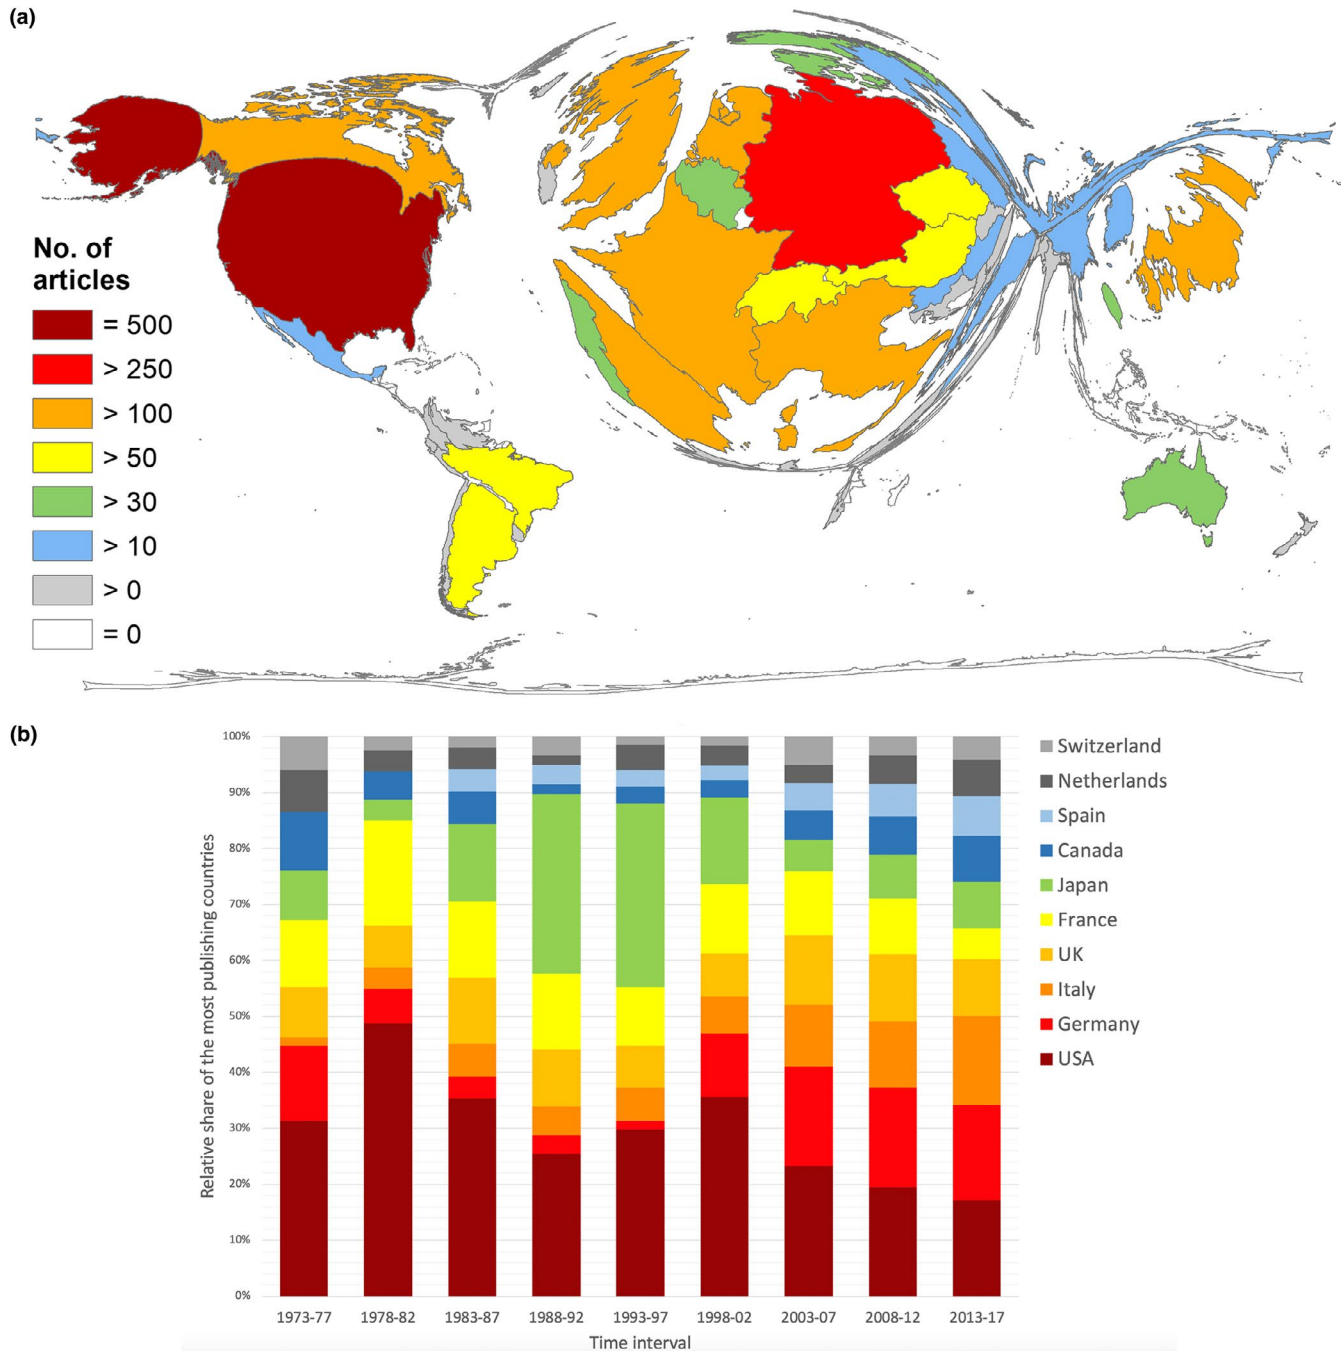 (a)
No. of
articles
= 500
> 250
> 100
> 50
> 30
> 10
> 0
= 0
(b)
Relative share of the most publishing countries
100%
90%
80%
70%
60%
50%
40%
30%
20%
10%
0%
1973-77 1978-82 1983-87 1988-92 1993-97 1998-02 2003-07 2008-12 2013-17
Time interval
Switzerland
Netherlands
Spain
Canada
Japan
France
UK
Italy
Germany
USA